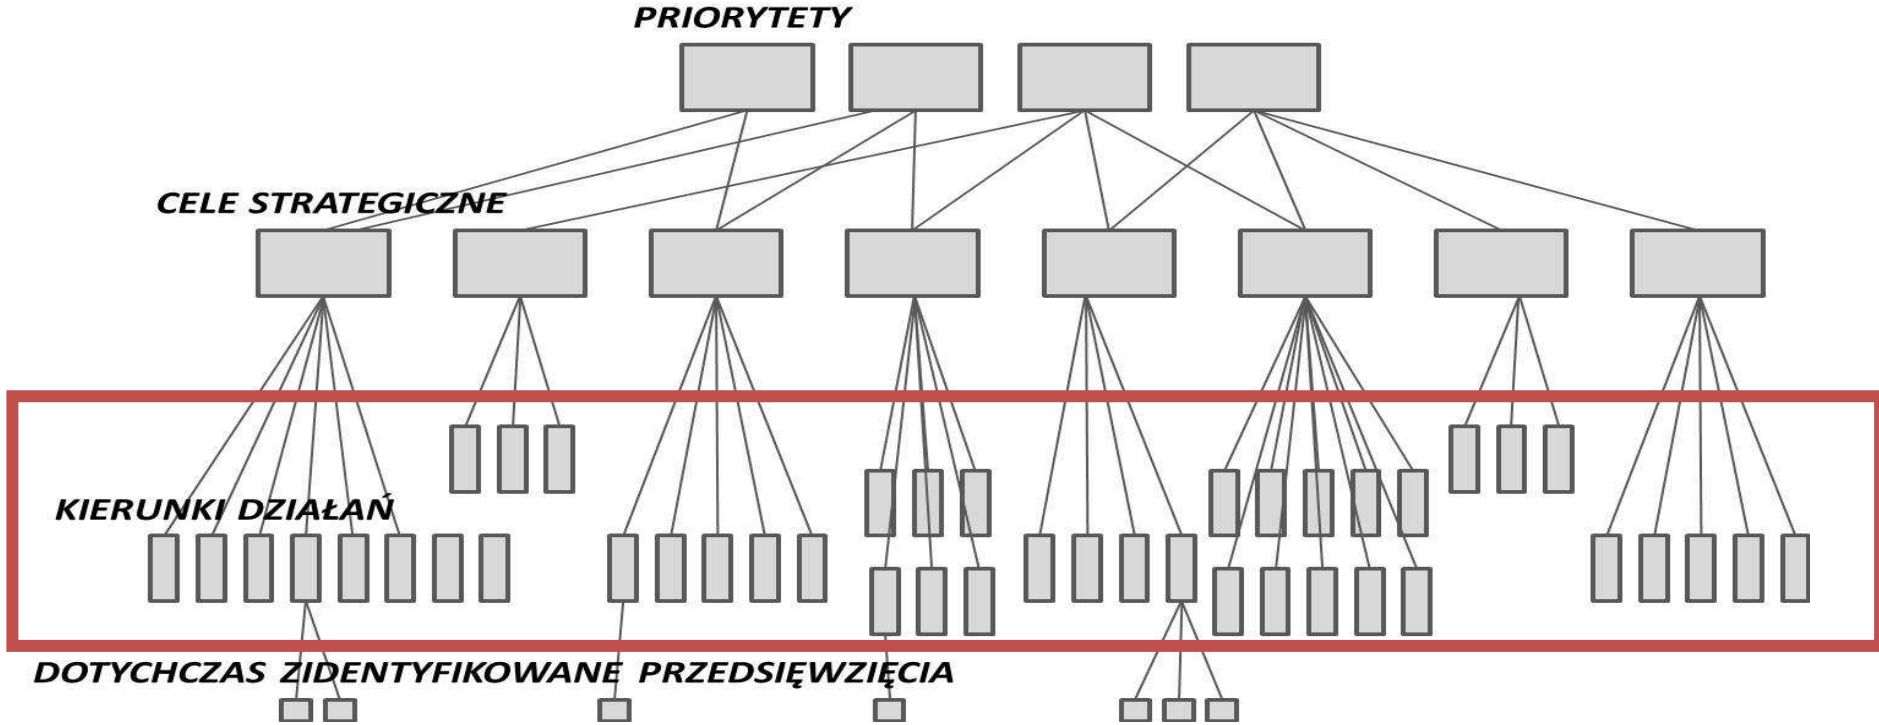 PRIORYTETY
CELE STRATEGICZNE
KIERUNKI DZIAŁAŃ
DOTYCHCZAS ZIDENTYFIKOWANE PRZEDSIĘWZIĘCIA